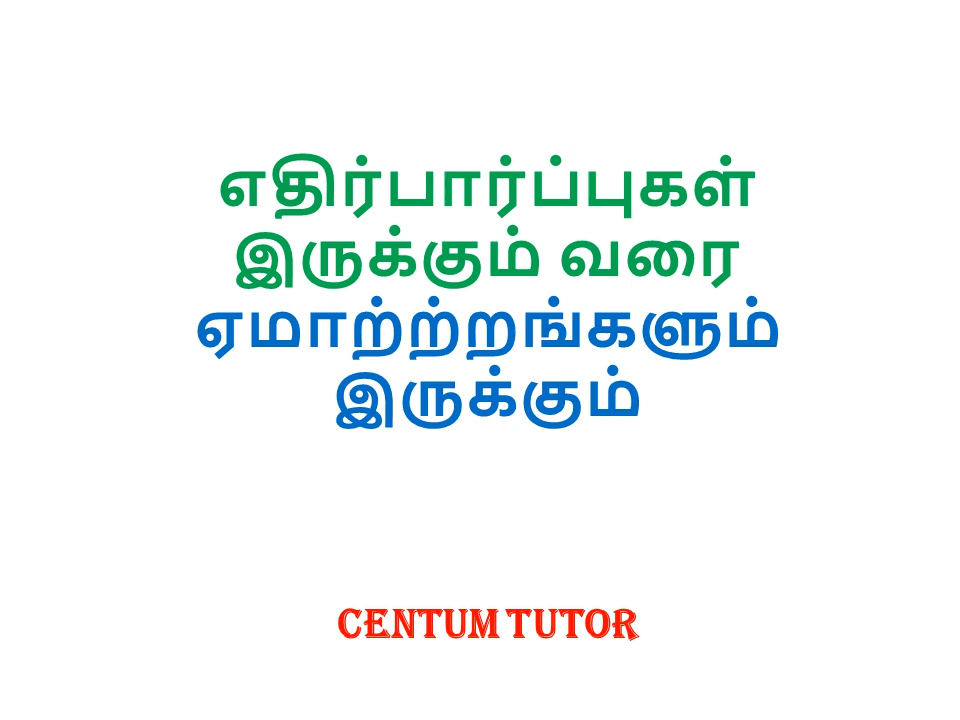 எதிர்பார்ப்புகள்
இருக்கும் வரை
ஏமாற்ற்றங்களும்
இருக்கும்
CENTUM TUTOR